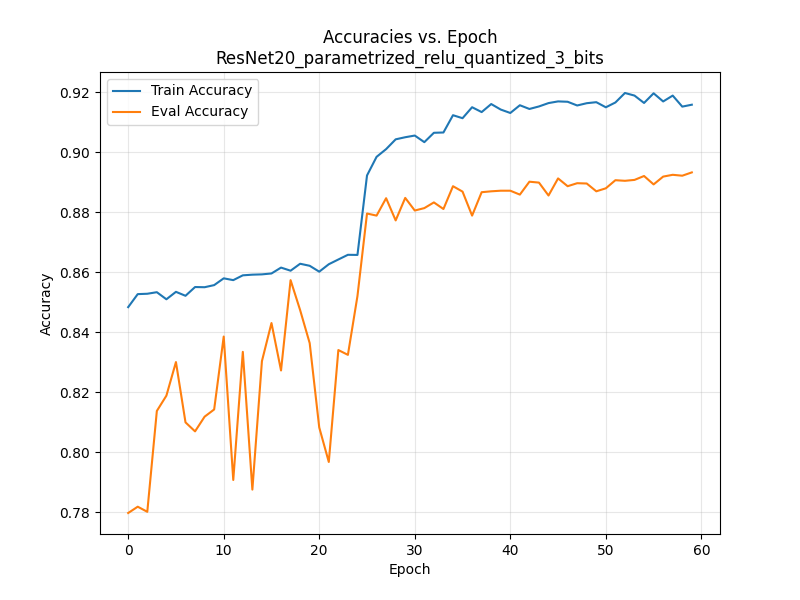 Accuracies vs. Epoch
ResNet20_parametrized_relu_quantized_3_bits
Train Accuracy
Eval Accuracy
0.92
0.90
0.88
0.86
0.84
0.82
0.80
0.78
Accuracy
0 10 20 30 40 50 60
Epoch